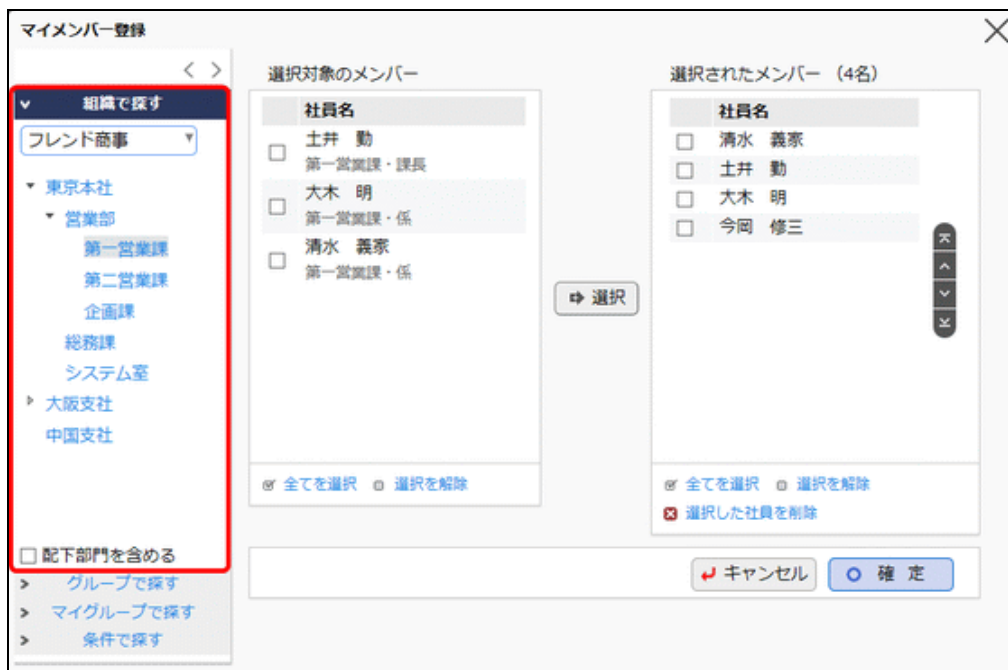 マイメンバー登録
組織で探す
フレンド商事
東京本社
営業部
第一営業課
第二営業課
企画課
総務課
システム室
大阪支社
中国支社
配下部門を含める
グループで探す
マイグループで探す
条件で探す
選択対象のメンバー
社員名
土井 勤
第一営業課・課長
大木 明
第一営業課・係
清水 義家
第一営業課・係
全てを選択 選択を解除
選択
選択されたメンバー （4名）
社員名
清水 義家
土井 勤
大木 明
今岡 修三
全てを選択 選択を解除
選択した社員を削除
キャンセル 確 定